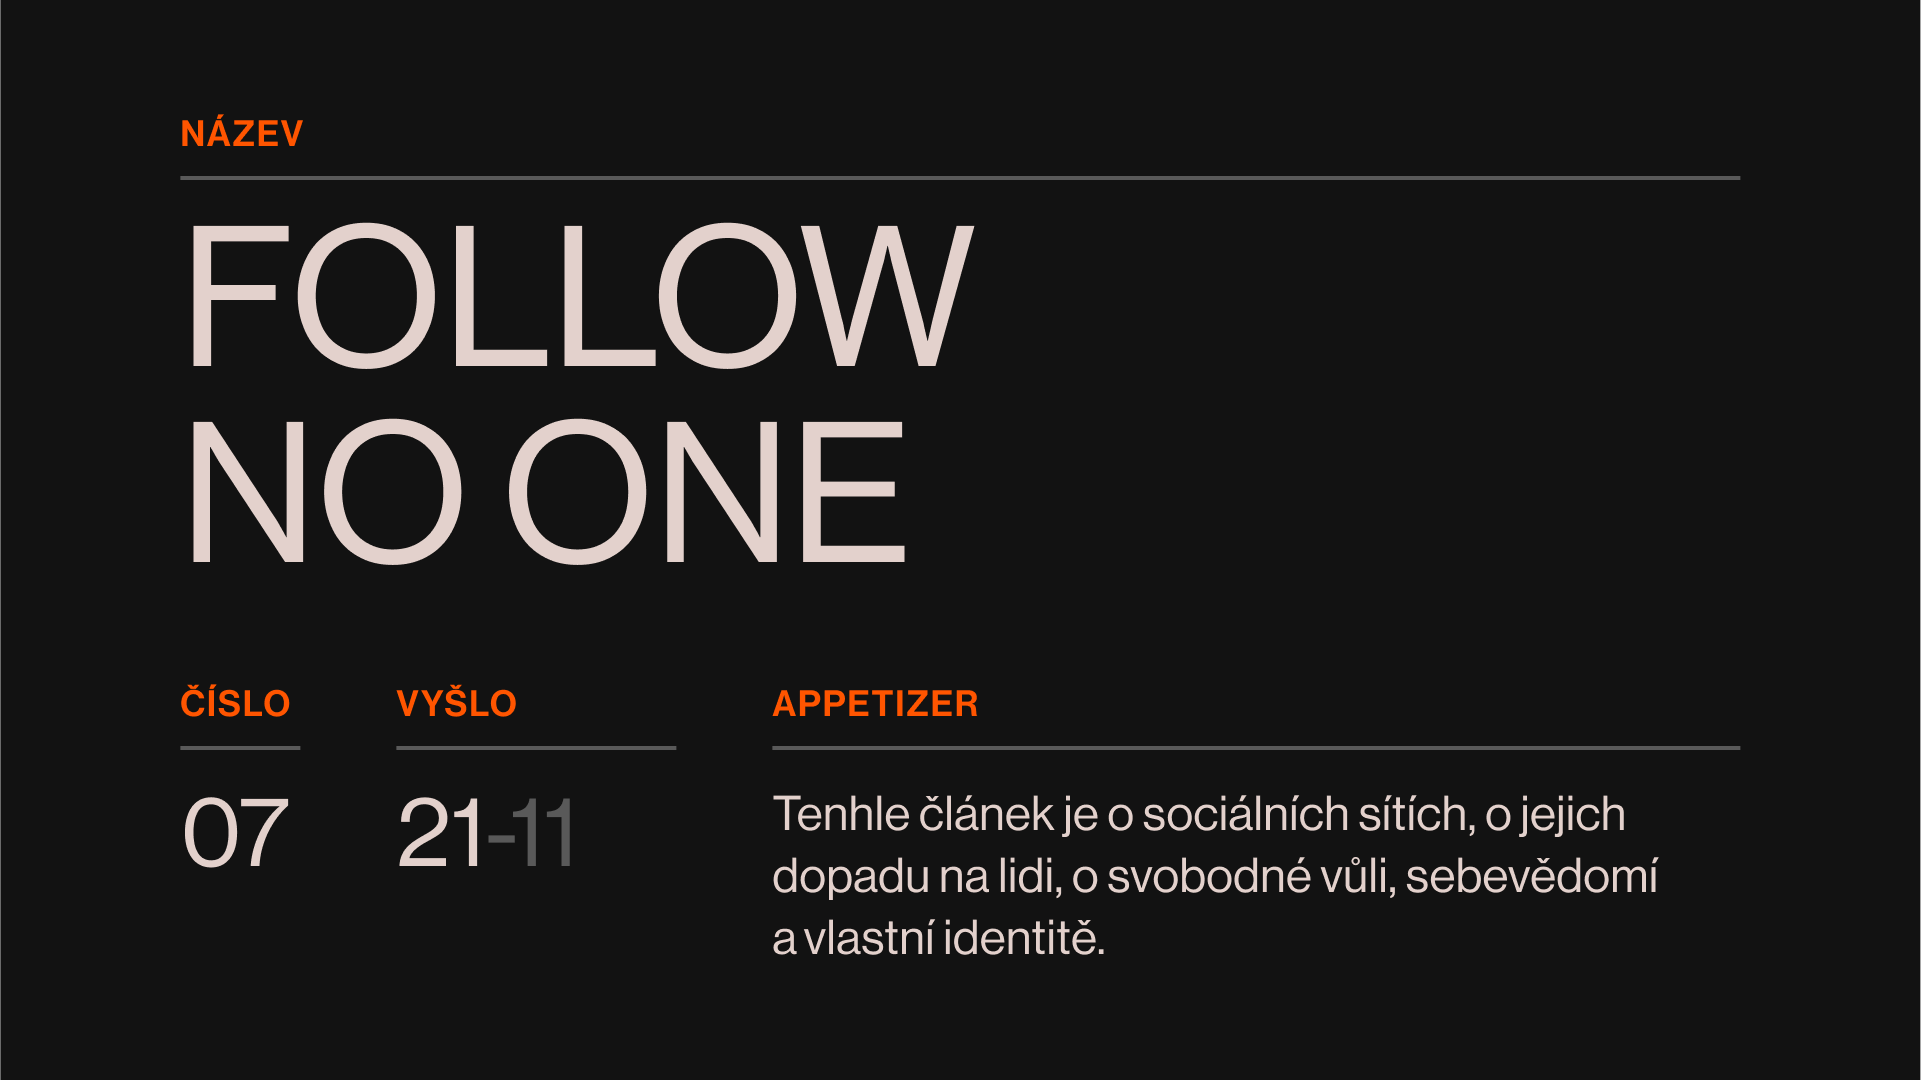 NÁZEV
FOLLOW
NO ONE
ČÍSLO
07
VYŠLO
21-11
APPETIZER
Tenhle článek je o sociálních sítích, o jejich
dopadu na lidi, o svobodné vůli, sebevědomí
a vlastní identitě.